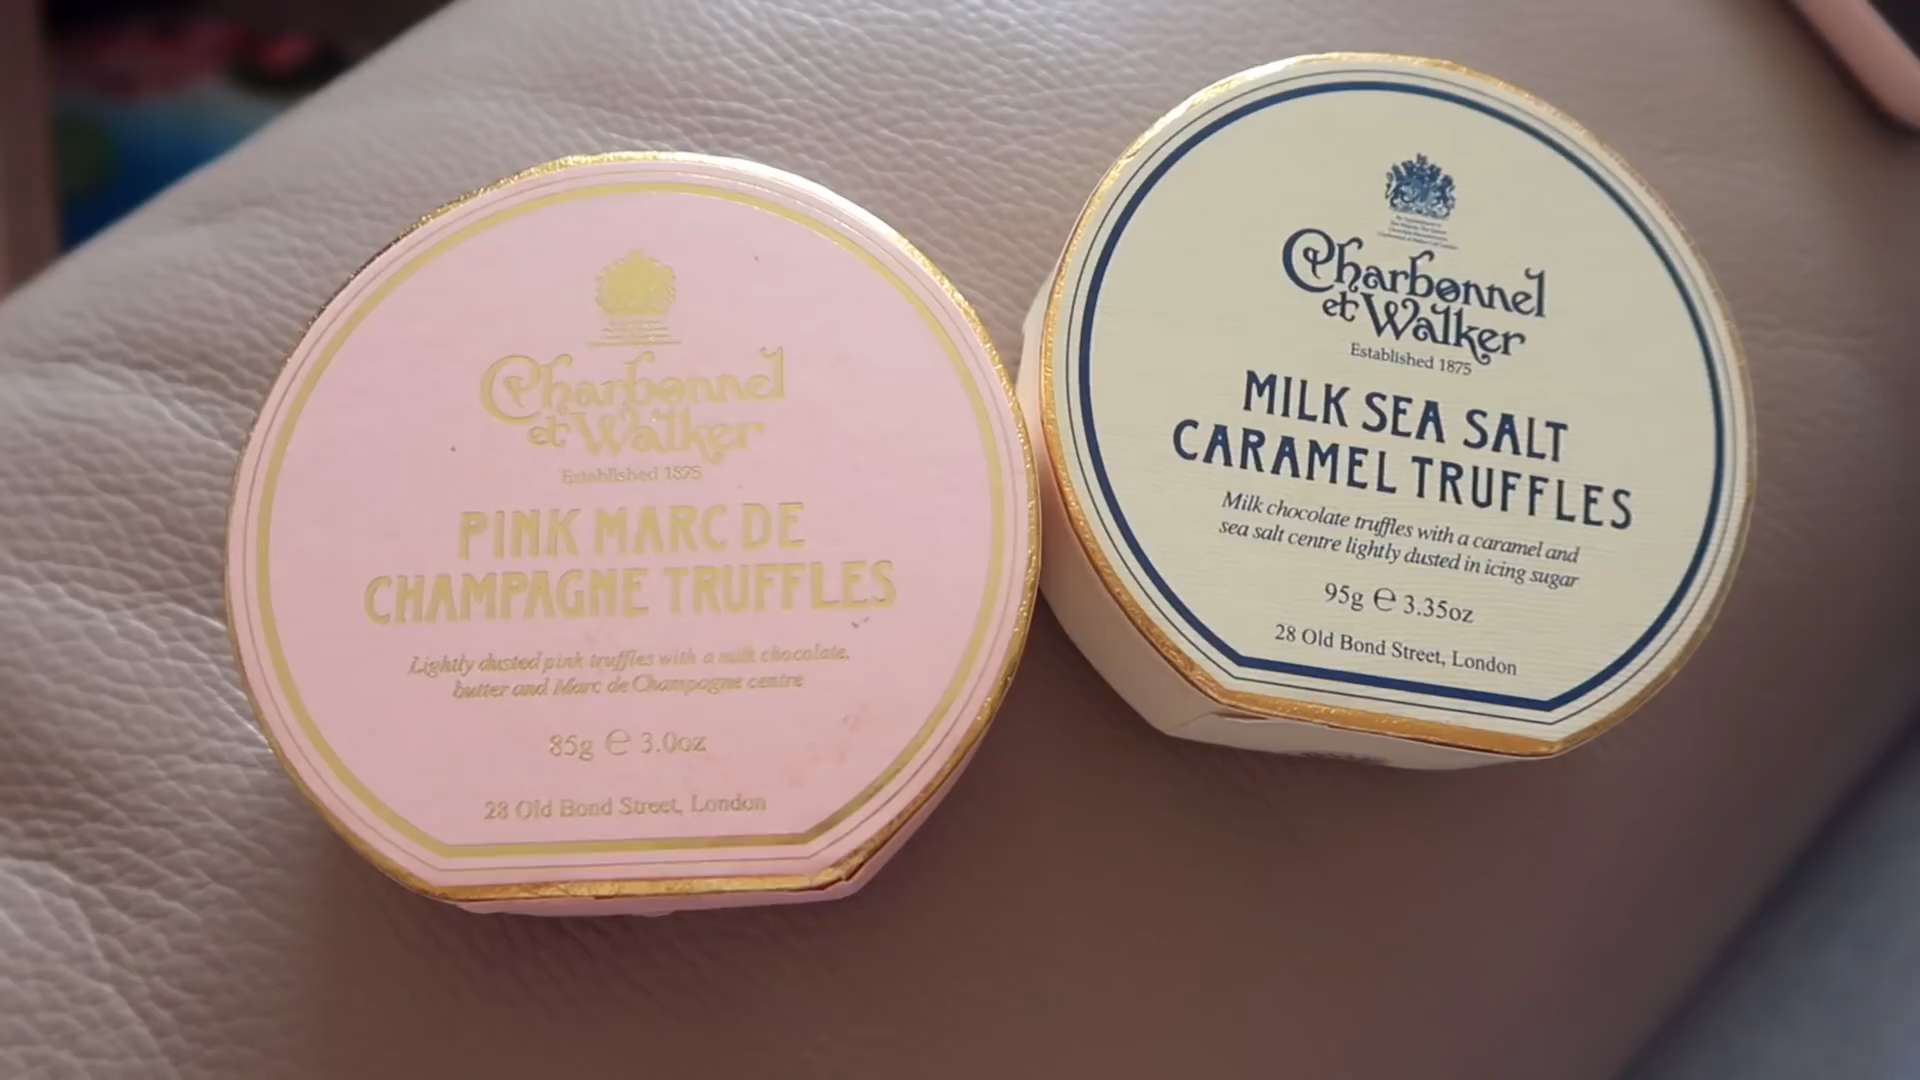 Charbonnel
et Walker
Established 1875
PINK MARC DE
CHAMPAGNE TRUFFLES
Lightly dusted pink truffles with a milk chocolate,
butter and Marc de Champagne centre
85g ℮ 3.0oz
28 Old Bond Street, London
Charbonnel
et Walker
Established 1875
MILK SEA SALT
CARAMEL TRUFFLES
Milk chocolate truffles with a caramel and
sea salt centre lightly dusted in icing sugar
95g ℮ 3.35oz
28 Old Bond Street, London